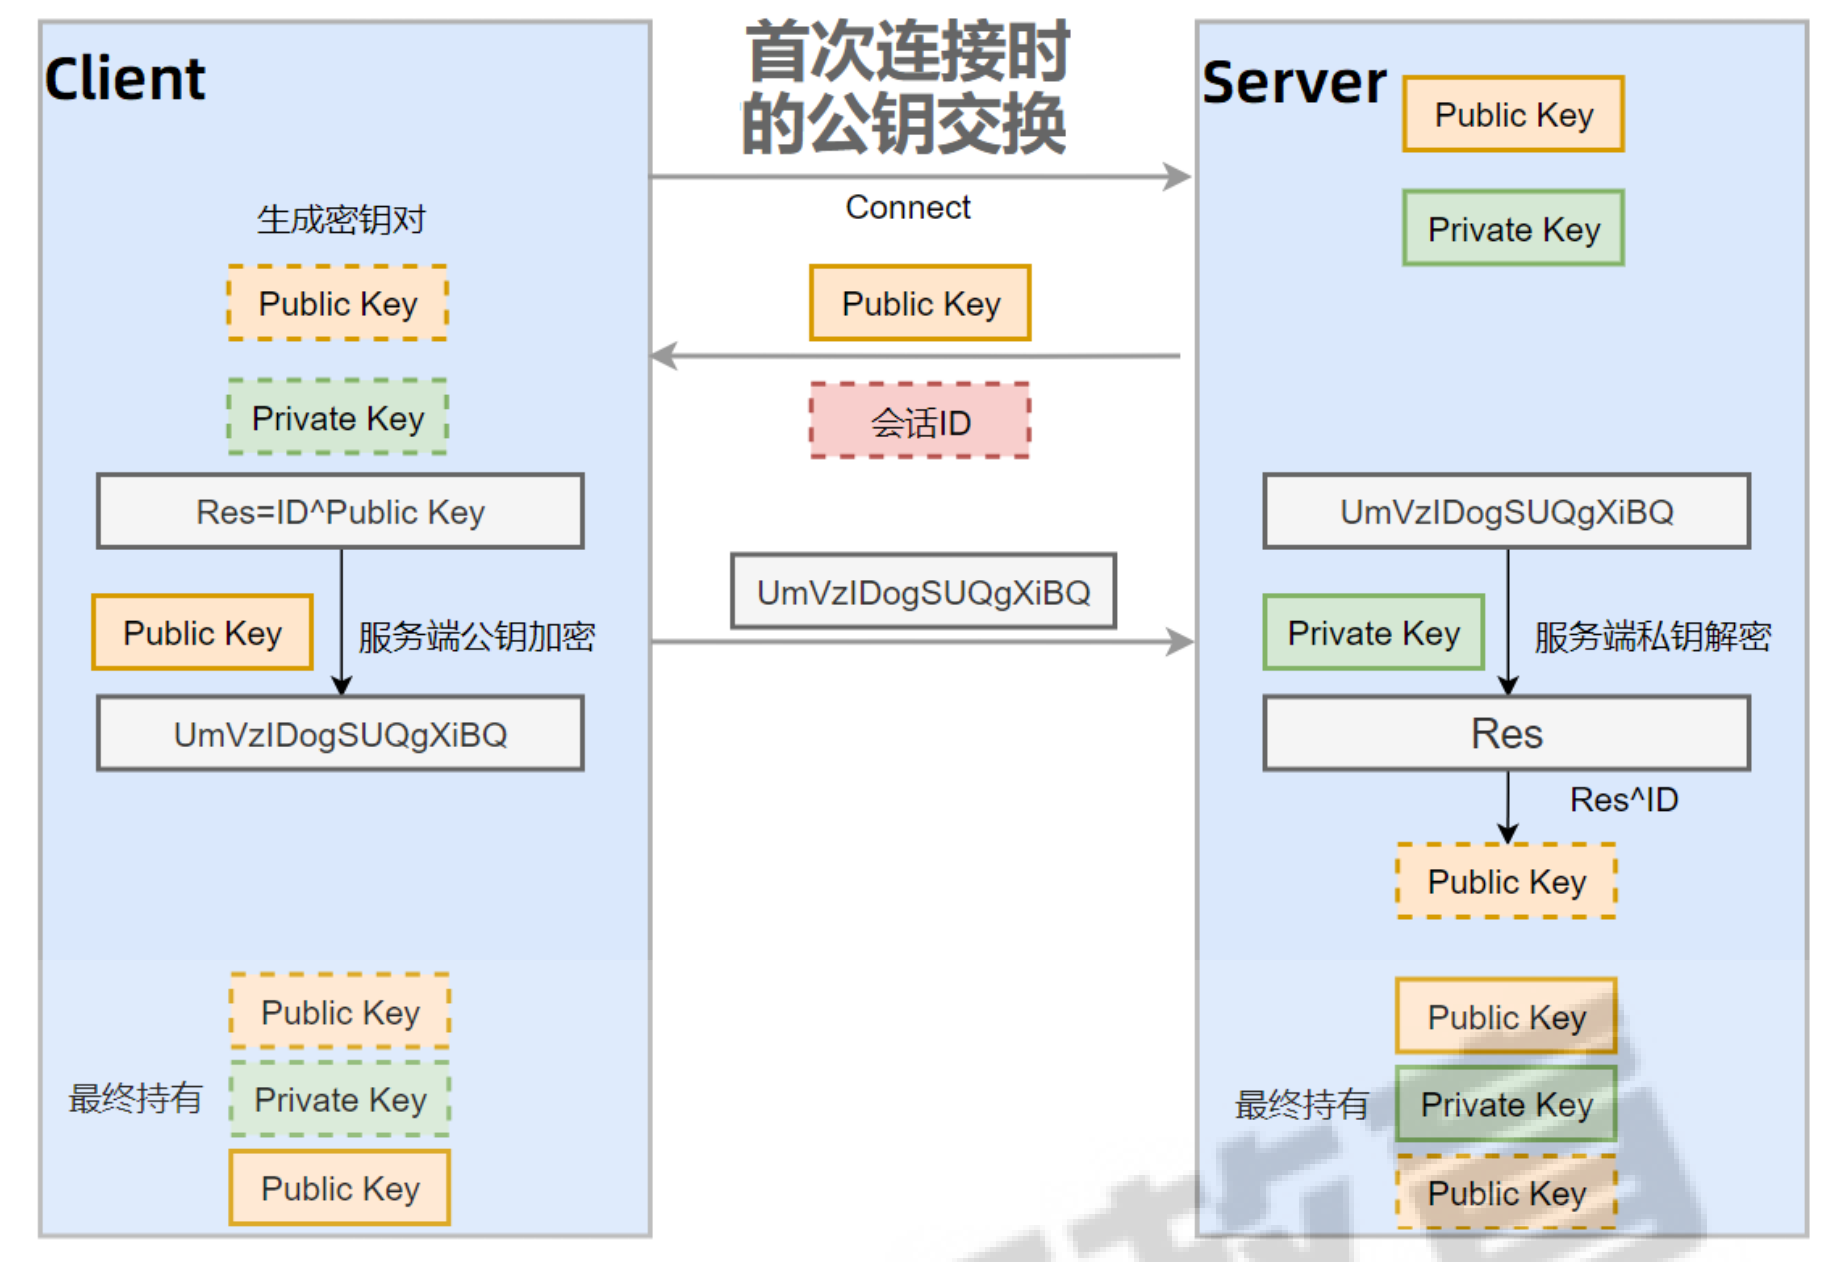 Client
首次连接时
的公钥交换
Server
Public Key
Private Key
Connect
生成密钥对
Public Key
Private Key
Public Key
会话ID
Res=ID^Public Key
Public Key
服务端公钥加密
UmVzIDogSUQgXiBQ
UmVzIDogSUQgXiBQ
UmVzIDogSUQgXiBQ
Private Key
服务端私钥解密
Res
Res^ID
Public Key
最终持有
Public Key
Private Key
Public Key
最终持有
Public Key
Private Key
Public Key